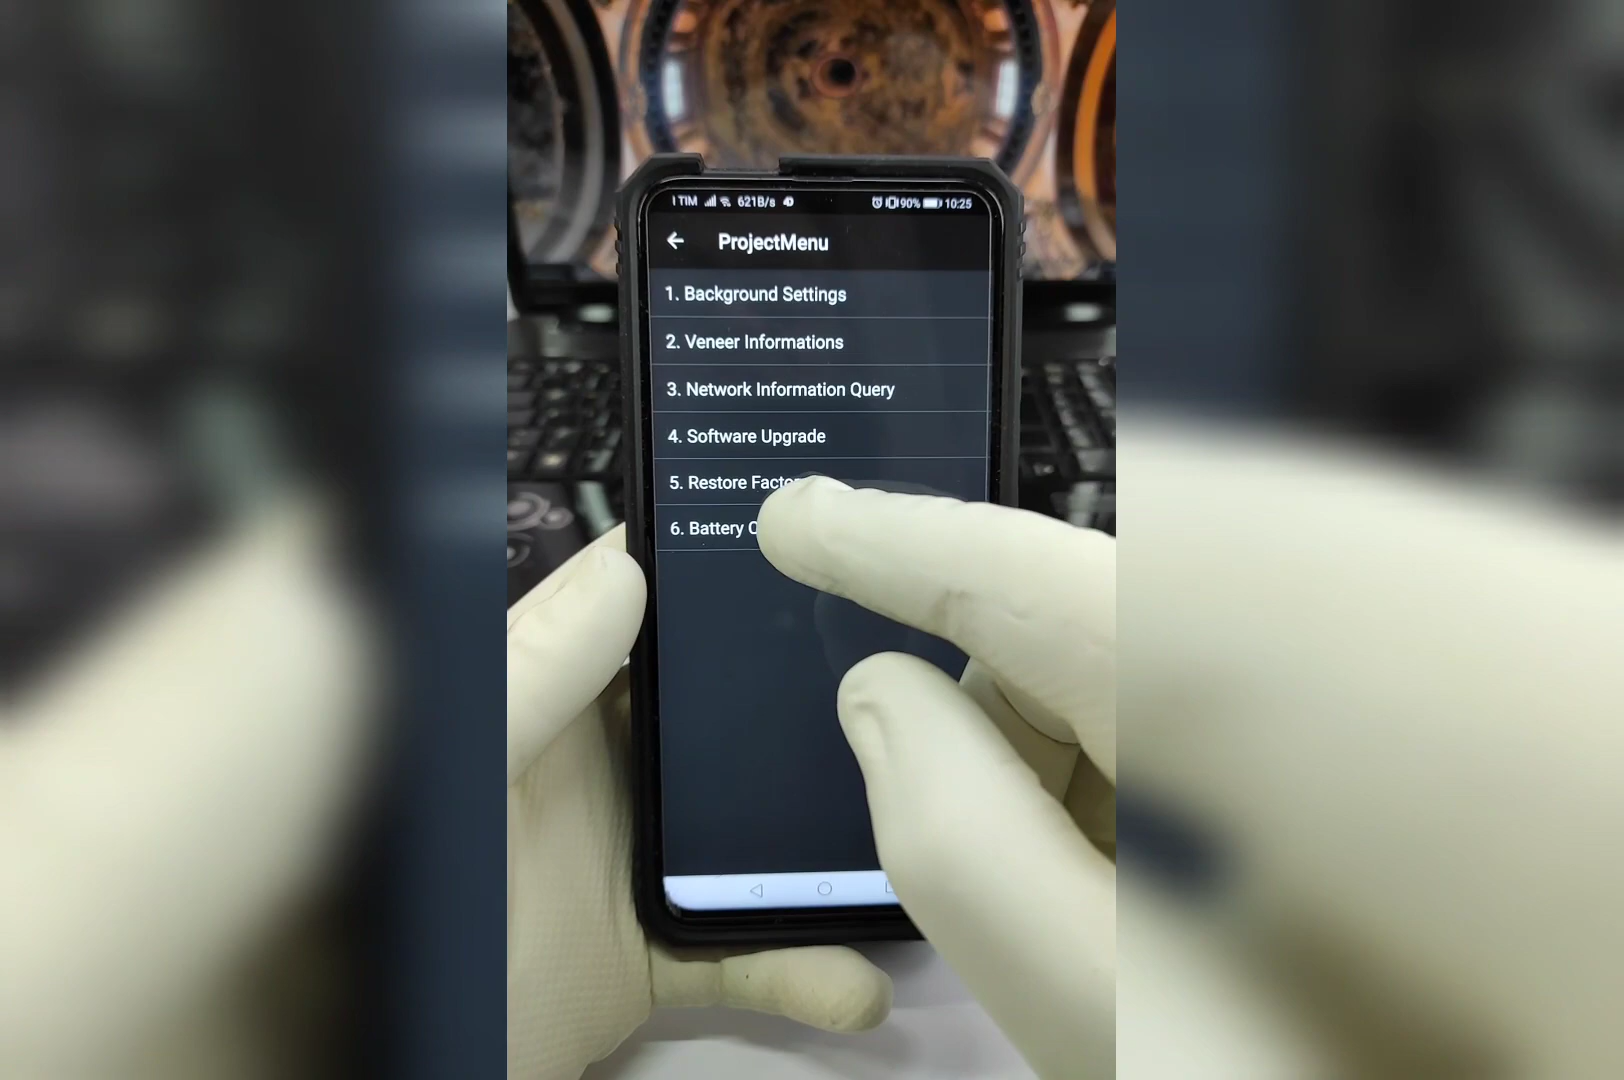 TIM 621B/s 90% 10:25
ProjectMenu
1. Background Settings
2. Veneer Informations
3. Network Information Query
4. Software Upgrade
5. Restore
6. Battery